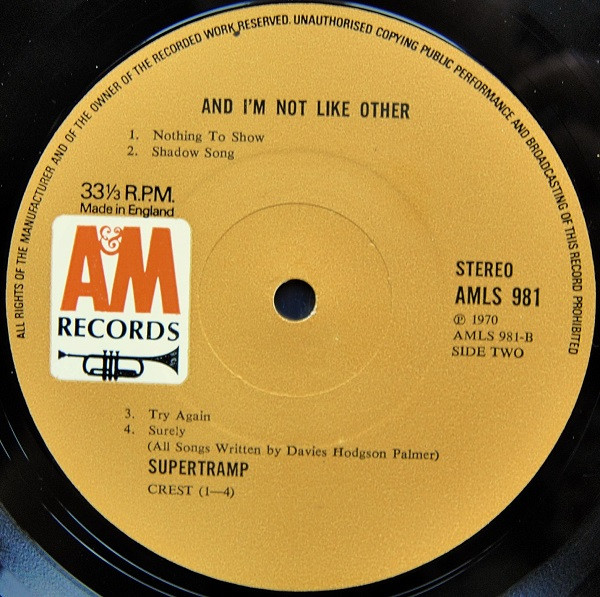 ALL RIGHTS OF THE MANUFACTURER AND OF THE OWNER OF THE RECORDED WORK RESERVED. UNAUTHORISED COPYING PUBLIC PERFORMANCE AND BROADCASTING OF THIS RECORD PROHIBITED
AND I'M NOT LIKE OTHER
1. Nothing To Show
2. Shadow Song
33⅓ R.P.M.
Made in England
A&M
RECORDS
STEREO
AMLS 981
℗ 1970
AMLS 981-B
SIDE TWO
3. Try Again
4. Surely
(All Songs Written by Davies Hodgson Palmer)
SUPERTRAMP
CREST (1—4)